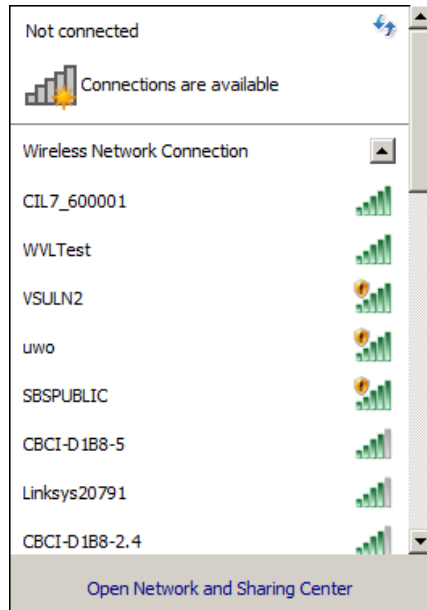 Not connected
Connections are available
Wireless Network Connection
CIL7_600001
WVLTest
VSULN2
uwo
SBSPUBLIC
CBCI-D1B8-5
Linksys20791
CBCI-D1B8-2.4
Open Network and Sharing Center